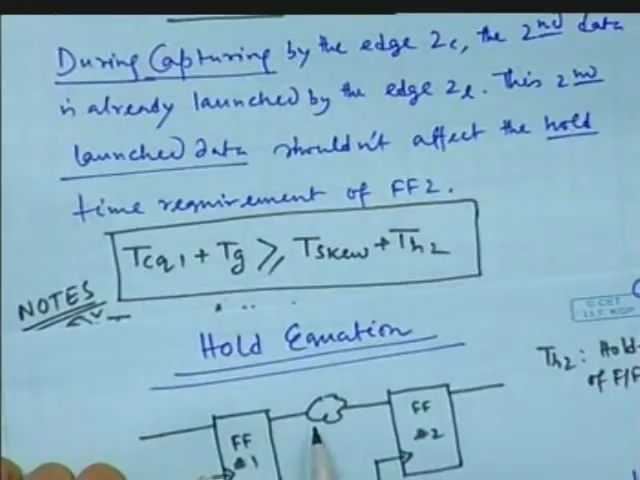 During Capturing by the edge 2c, the 2nd data
is already launched by the edge 2l. This 2nd
launched data shouldn't affect the hold
time requirement of FF2.
Tcq1 + Tg ≥ Tskew + Th2
NOTES
Hold Equation
© CET
I.I.T. KGP
Th2: Hold
of F/F
FF
1
FF
2